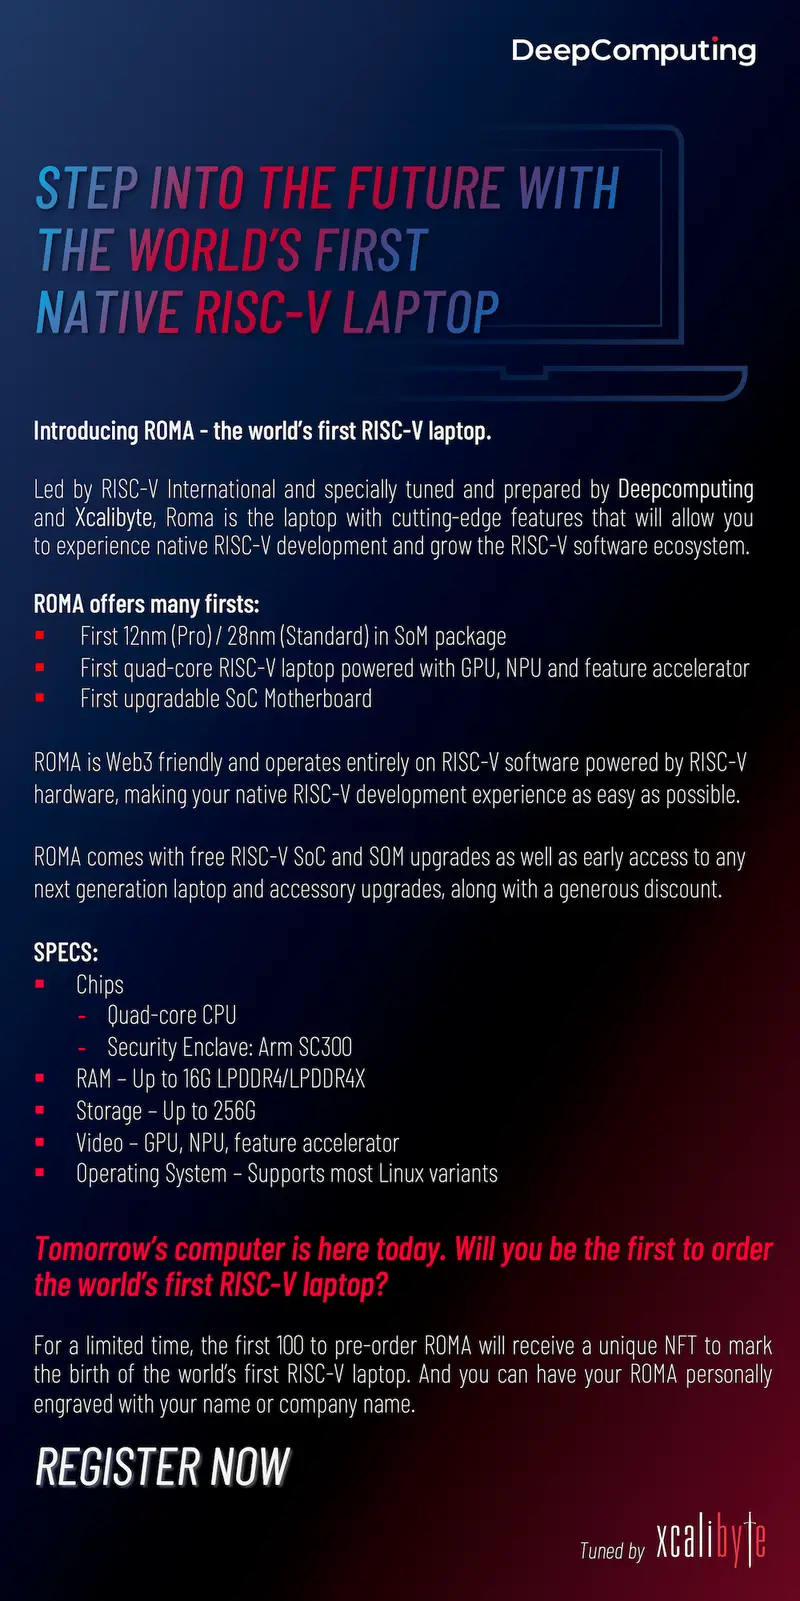 DeepComputing
STEP INTO THE FUTURE WITH
THE WORLD'S FIRST
NATIVE RISC-V LAPTOP
Introducing ROMA - the world's first RISC-V laptop.
Led by RISC-V International and specially tuned and prepared by Deepcomputing
and Xcalibyte, Roma is the laptop with cutting-edge features that will allow you
to experience native RISC-V development and grow the RISC-V software ecosystem.
ROMA offers many firsts:
▪ First 12nm (Pro) / 28nm (Standard) in SoM package
▪ First quad-core RISC-V laptop powered with GPU, NPU and feature accelerator
▪ First upgradable SoC Motherboard
ROMA is Web3 friendly and operates entirely on RISC-V software powered by RISC-V
hardware, making your native RISC-V development experience as easy as possible.
ROMA comes with free RISC-V SoC and SOM upgrades as well as early access to any
next generation laptop and accessory upgrades, along with a generous discount.
SPECS:
▪ Chips
- Quad-core CPU
- Security Enclave: Arm SC300
▪ RAM – Up to 16G LPDDR4/LPDDR4X
▪ Storage – Up to 256G
▪ Video – GPU, NPU, feature accelerator
▪ Operating System – Supports most Linux variants
Tomorrow's computer is here today. Will you be the first to order
the world's first RISC-V laptop?
For a limited time, the first 100 to pre-order ROMA will receive a unique NFT to mark
the birth of the world's first RISC-V laptop. And you can have your ROMA personally
engraved with your name or company name.
REGISTER NOW
Tuned by xcalibyte